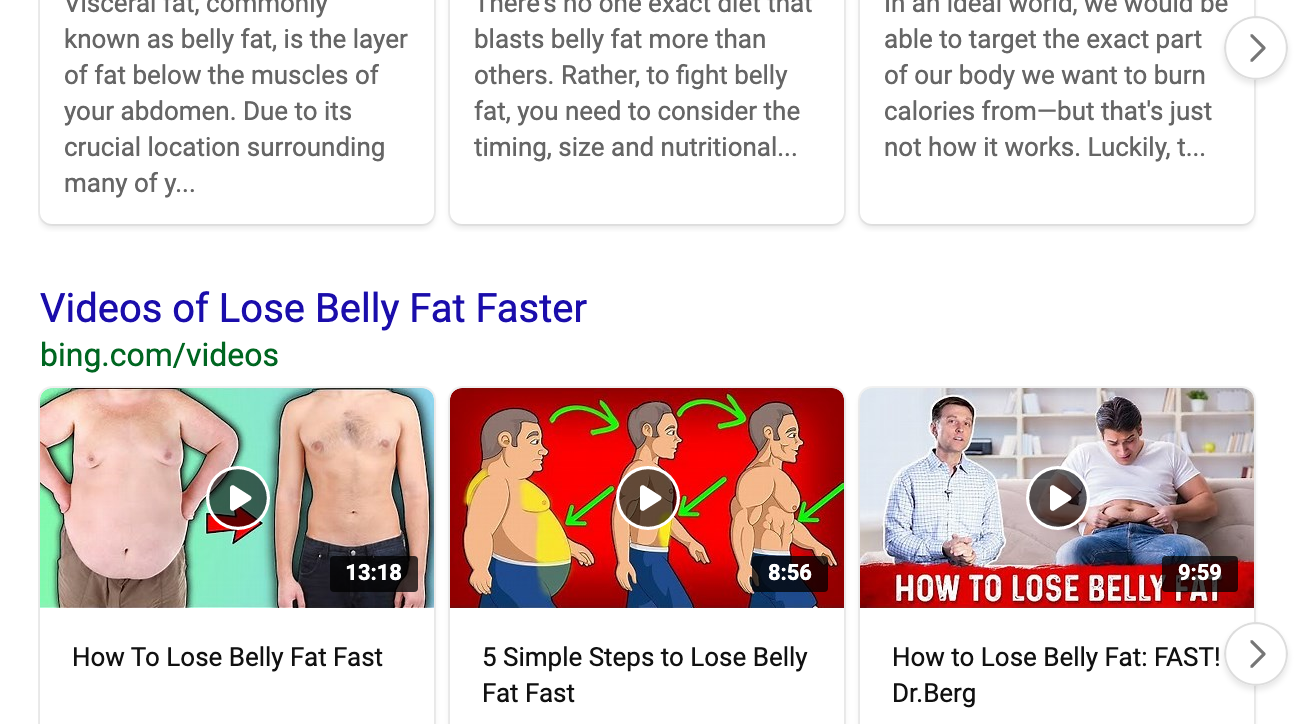 Visceral fat, commonly
known as belly fat, is the layer
of fat below the muscles of
your abdomen. Due to its
crucial location surrounding
many of y...
There's no one exact diet that
blasts belly fat more than
others. Rather, to fight belly
fat, you need to consider the
timing, size and nutritional...
In an ideal world, we would be
able to target the exact part
of our body we want to burn
calories from—but that's just
not how it works. Luckily, t...
Videos of Lose Belly Fat Faster
bing.com/videos
13:18
8:56
9:59
HOW TO LOSE BELLY FAT
How To Lose Belly Fat Fast
5 Simple Steps to Lose Belly
Fat Fast
How to Lose Belly Fat: FAST!
Dr.Berg